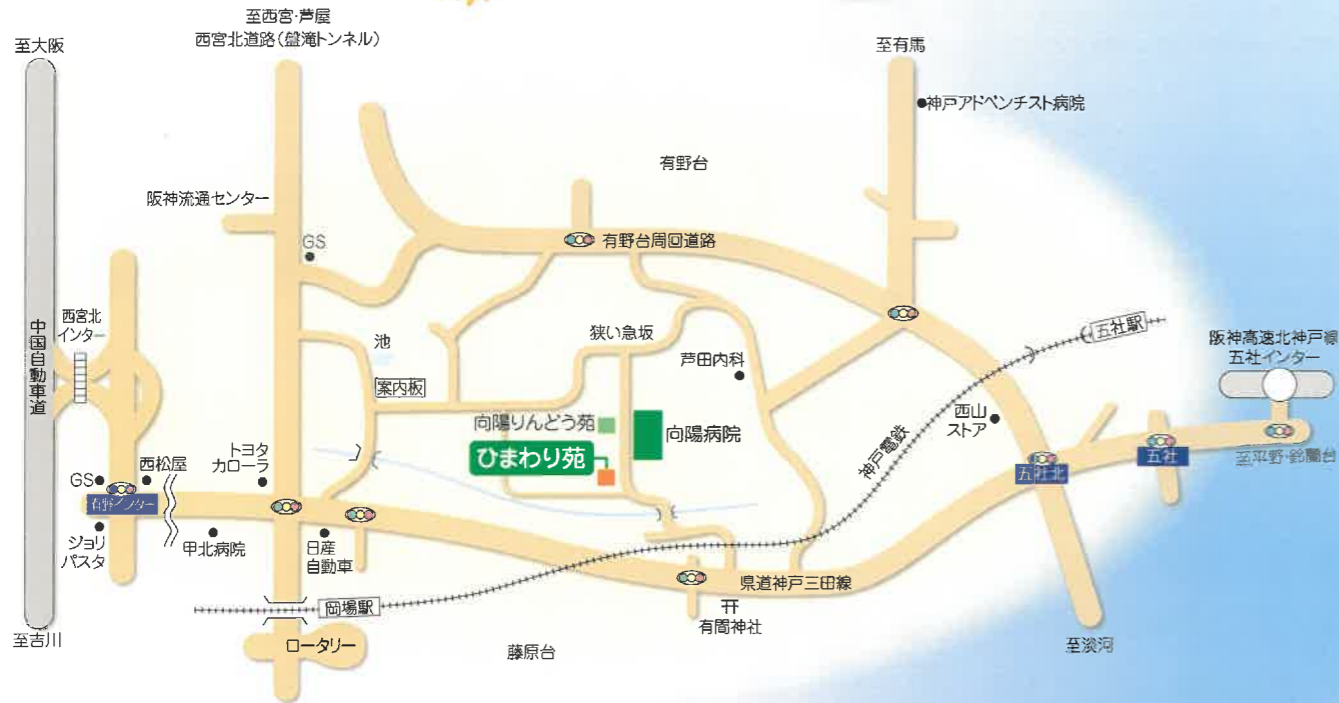 至西宮・芦屋
西宮北道路(盤滝トンネル)
至大阪
至有馬
神戸アドベンチスト病院
有野台
阪神流通センター
GS
有野台周回道路
中国自動車道
西宮北
インター
池
狭い急坂
五社駅
阪神高速北神戸線
五社インター
芦田内科
案内板
向陽りんどう苑
向陽病院
ひまわり苑
神戸電鉄
西山
ストア
トヨタ
カローラ
西松屋
GS
有野インター
五社北
五社
至平野・鈴蘭台
ジョリ
パスタ
甲北病院
日産
自動車
県道神戸三田線
岡場駅
有間神社
至吉川
ロータリー
藤原台
至淡河